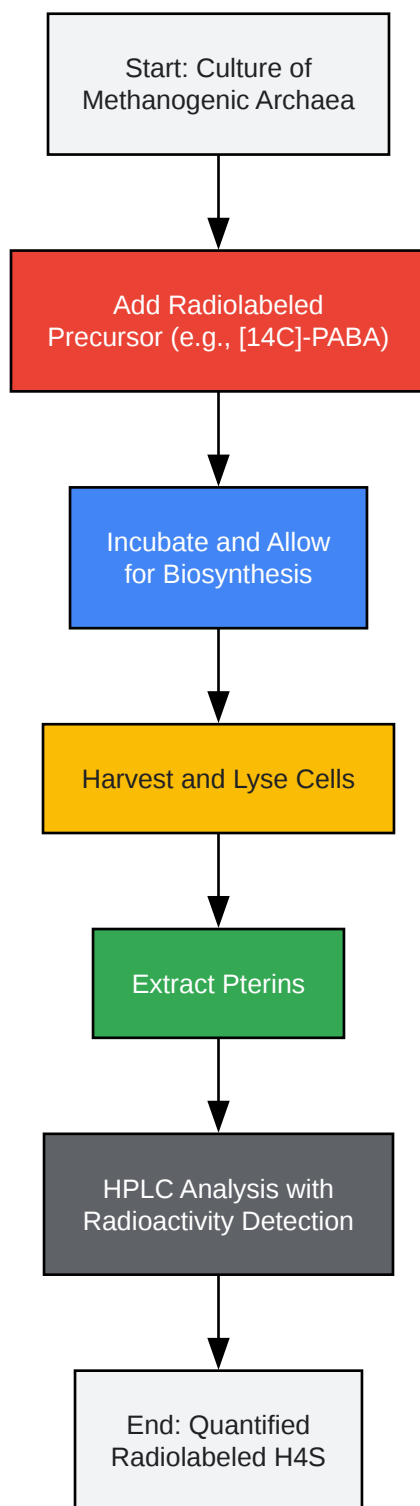 Start: Culture of
Methanogenic Archaea
Add Radiolabeled
Precursor (e.g., [14C]-PABA)
Incubate and Allow
for Biosynthesis
Harvest and Lyse Cells
Extract Pterins
HPLC Analysis with
Radioactivity Detection
End: Quantified
Radiolabeled H4S